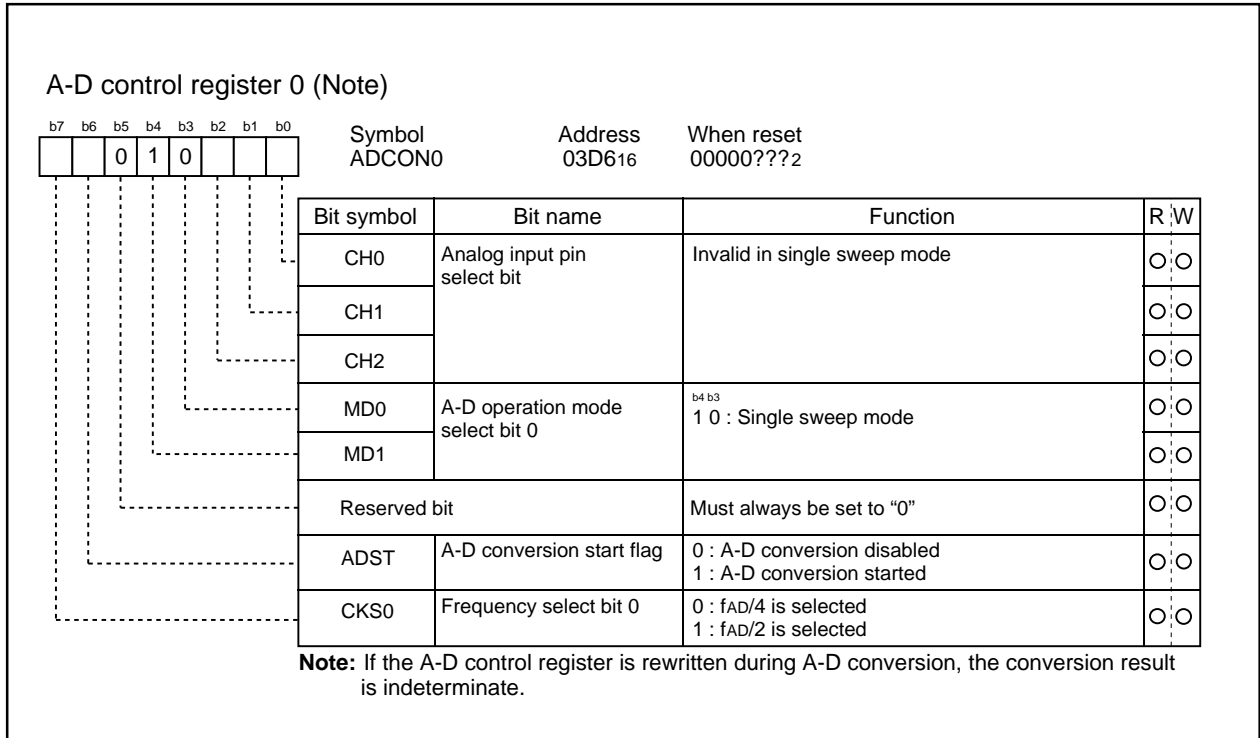 A-D control register 0 (Note)
b7 b6 b5 b4 b3 b2 b1 b0
0 1 0
Symbol Address When reset
ADCON0 03D616 00000???2
Bit symbol Bit name Function R W
CH0 Analog input pin Invalid in single sweep mode
select bit
CH1
CH2
MD0 A-D operation mode b4 b3
select bit 0 1 0 : Single sweep mode
MD1
Reserved bit Must always be set to “0”
ADST A-D conversion start flag 0 : A-D conversion disabled
1 : A-D conversion started
CKS0 Frequency select bit 0 0 : fAD/4 is selected
1 : fAD/2 is selected
Note: If the A-D control register is rewritten during A-D conversion, the conversion result
is indeterminate.